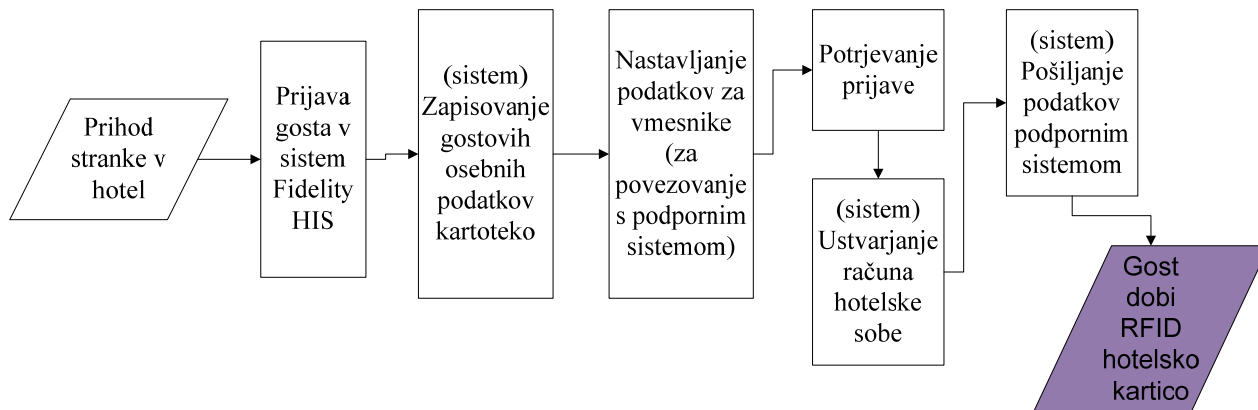 Prihod
stranke v
hotel
Prijava
gosta v
sistem
Fidelity
HIS
(sistem)
Zapisovanje
gostovih
osebnih
podatkov
kartoteko
Nastavljanje
podatkov za
vmesnike
(za
povezovanje
s podpornim
sistemom)
Potrjevanje
prijave
(sistem)
Ustvarjanje
računa
hotelske
sobe
(sistem)
Pošiljanje
podatkov
podpornim
sistemom
Gost
dobi
RFID
hotelsko
kartico